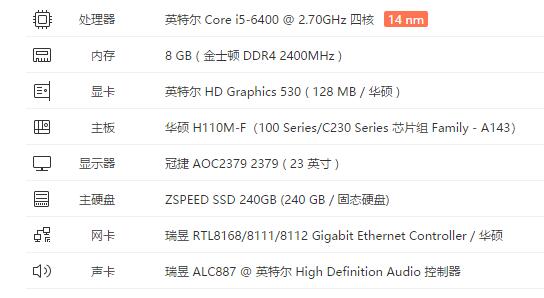 处理器 英特尔 Core i5-6400 @ 2.70GHz 四核 14 nm
内存 8 GB ( 金士顿 DDR4 2400MHz )
显卡 英特尔 HD Graphics 530 ( 128 MB / 华硕 )
主板 华硕 H110M-F（100 Series/C230 Series 芯片组 Family - A143）
显示器 冠捷 AOC2379 2379 ( 23 英寸 )
主硬盘 ZSPEED SSD 240GB (240 GB / 固态硬盘)
网卡 瑞昱 RTL8168/8111/8112 Gigabit Ethernet Controller / 华硕
声卡 瑞昱 ALC887 @ 英特尔 High Definition Audio 控制器